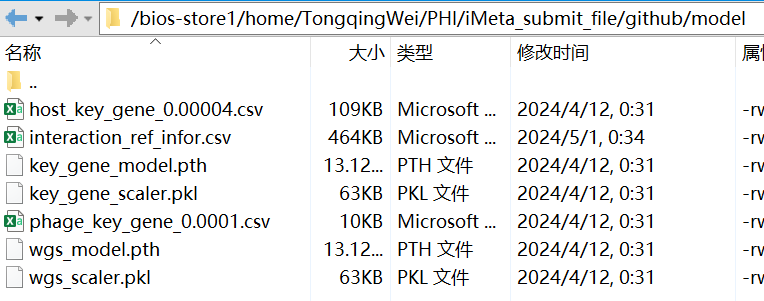 /bios-store1/home/TongqingWei/PHI/iMeta_submit_file/github/model
名称 大小 类型 修改时间 属
..
host_key_gene_0.00004.csv 109KB Microsoft ... 2024/4/12, 0:31 -rw
interaction_ref_infor.csv 464KB Microsoft ... 2024/5/1, 0:34 -rw
key_gene_model.pth 13.12... PTH 文件 2024/4/12, 0:31 -rw
key_gene_scaler.pkl 63KB PKL 文件 2024/4/12, 0:31 -rw
phage_key_gene_0.0001.csv 10KB Microsoft ... 2024/4/12, 0:31 -rw
wgs_model.pth 13.12... PTH 文件 2024/4/12, 0:31 -rw
wgs_scaler.pkl 63KB PKL 文件 2024/4/12, 0:31 -rw